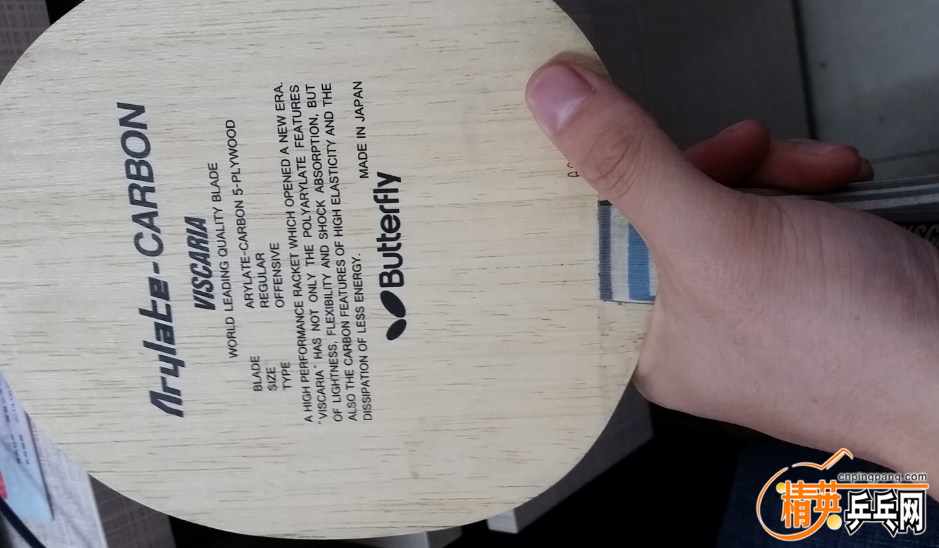 Arylate-CARBON
VISCARIA
WORLD LEADING QUALITY BLADE
BLADE ARYLATE-CARBON 5-PLYWOOD
SIZE REGULAR
TYPE OFFENSIVE
A HIGH PERFORMANCE RACKET WHICH OPENED A NEW ERA.
"VISCARIA" HAS NOT ONLY THE POLYARYLATE FEATURES
OF LIGHTNESS, FLEXIBILITY AND SHOCK ABSORPTION, BUT
ALSO THE CARBON FEATURES OF HIGH ELASTICITY AND THE
DISSIPATION OF LESS ENERGY. MADE IN JAPAN
Butterfly
cnpingpang.com
精英乒乓网